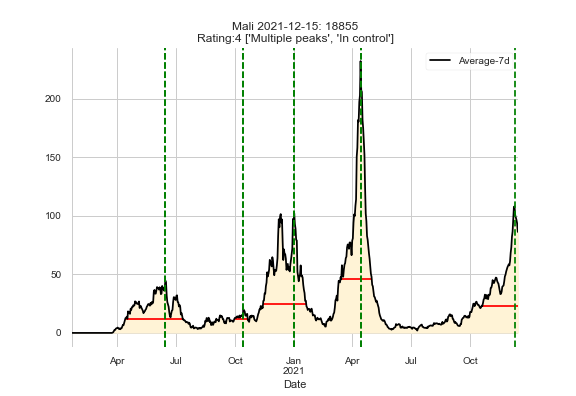 Mali 2021-12-15: 18855
Rating:4 ['Multiple peaks', 'In control']
Average-7d
200
150
100
50
0
Apr
Jul
Oct
Jan
2021
Apr
Jul
Oct
Date